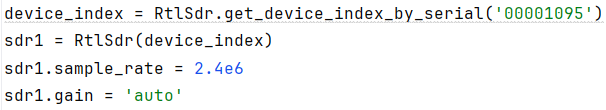 device_index = RtlSdr.get_device_index_by_serial('00001095')
sdr1 = RtlSdr(device_index)
sdr1.sample_rate = 2.4e6
sdr1.gain = 'auto'